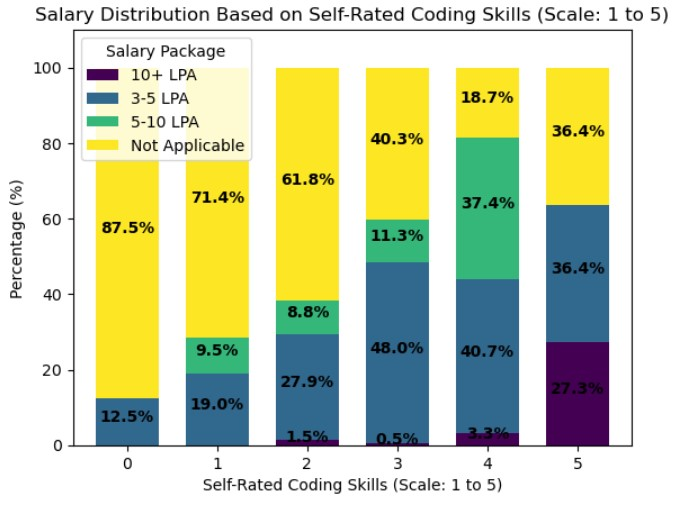 Salary Distribution Based on Self-Rated Coding Skills (Scale: 1 to 5)
Salary Package
10+ LPA
3-5 LPA
5-10 LPA
Not Applicable
Percentage (%)
100
80
60
40
20
0
87.5%
12.5%
71.4%
9.5%
19.0%
61.8%
8.8%
27.9%
1.5%
40.3%
11.3%
48.0%
0.5%
18.7%
37.4%
40.7%
3.3%
36.4%
36.4%
27.3%
0 1 2 3 4 5
Self-Rated Coding Skills (Scale: 1 to 5)